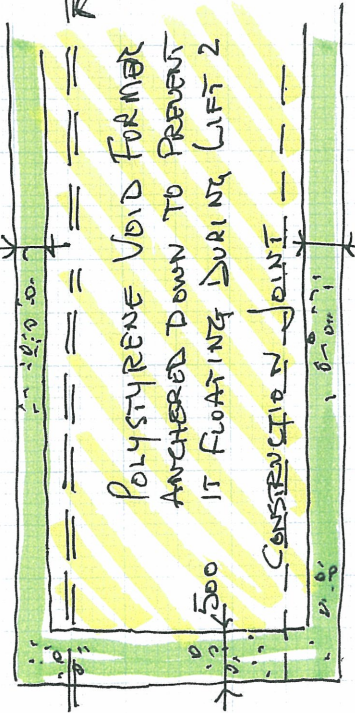 POLYSTYRENE VOID FORMER
ANCHORED DOWN TO PREVENT
IT FLOATING DURING LIFT 2
CONSTRUCTION JOINT
500